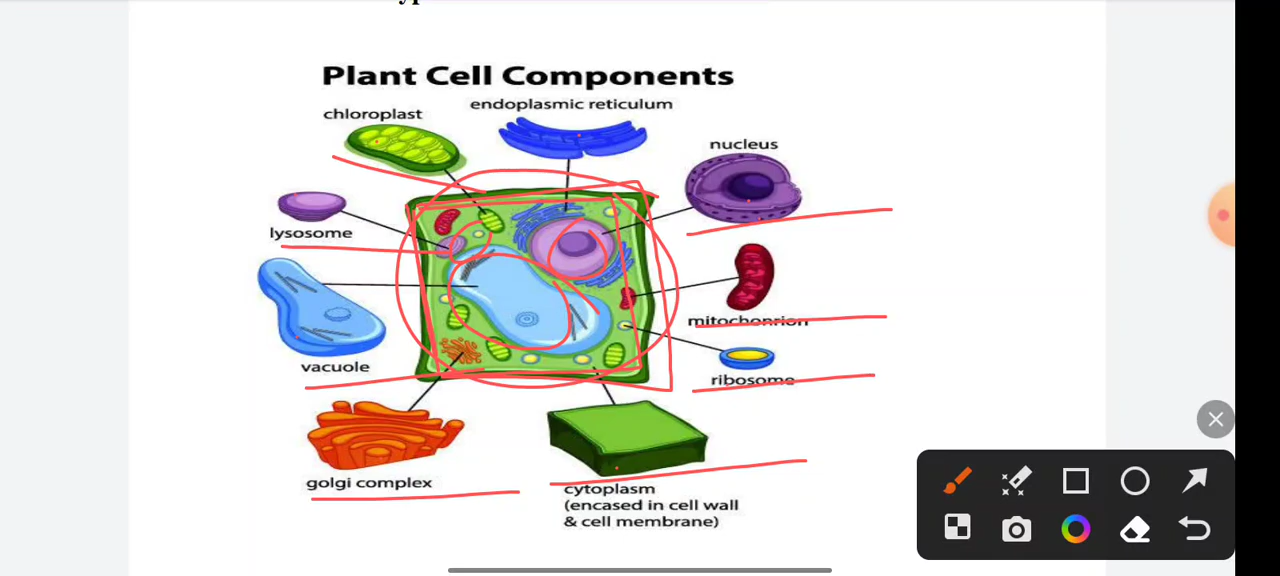 Plant Cell Components
chloroplast
endoplasmic reticulum
nucleus
lysosome
mitochonrion
vacuole
ribosome
golgi complex
cytoplasm
(encased in cell wall
& cell membrane)